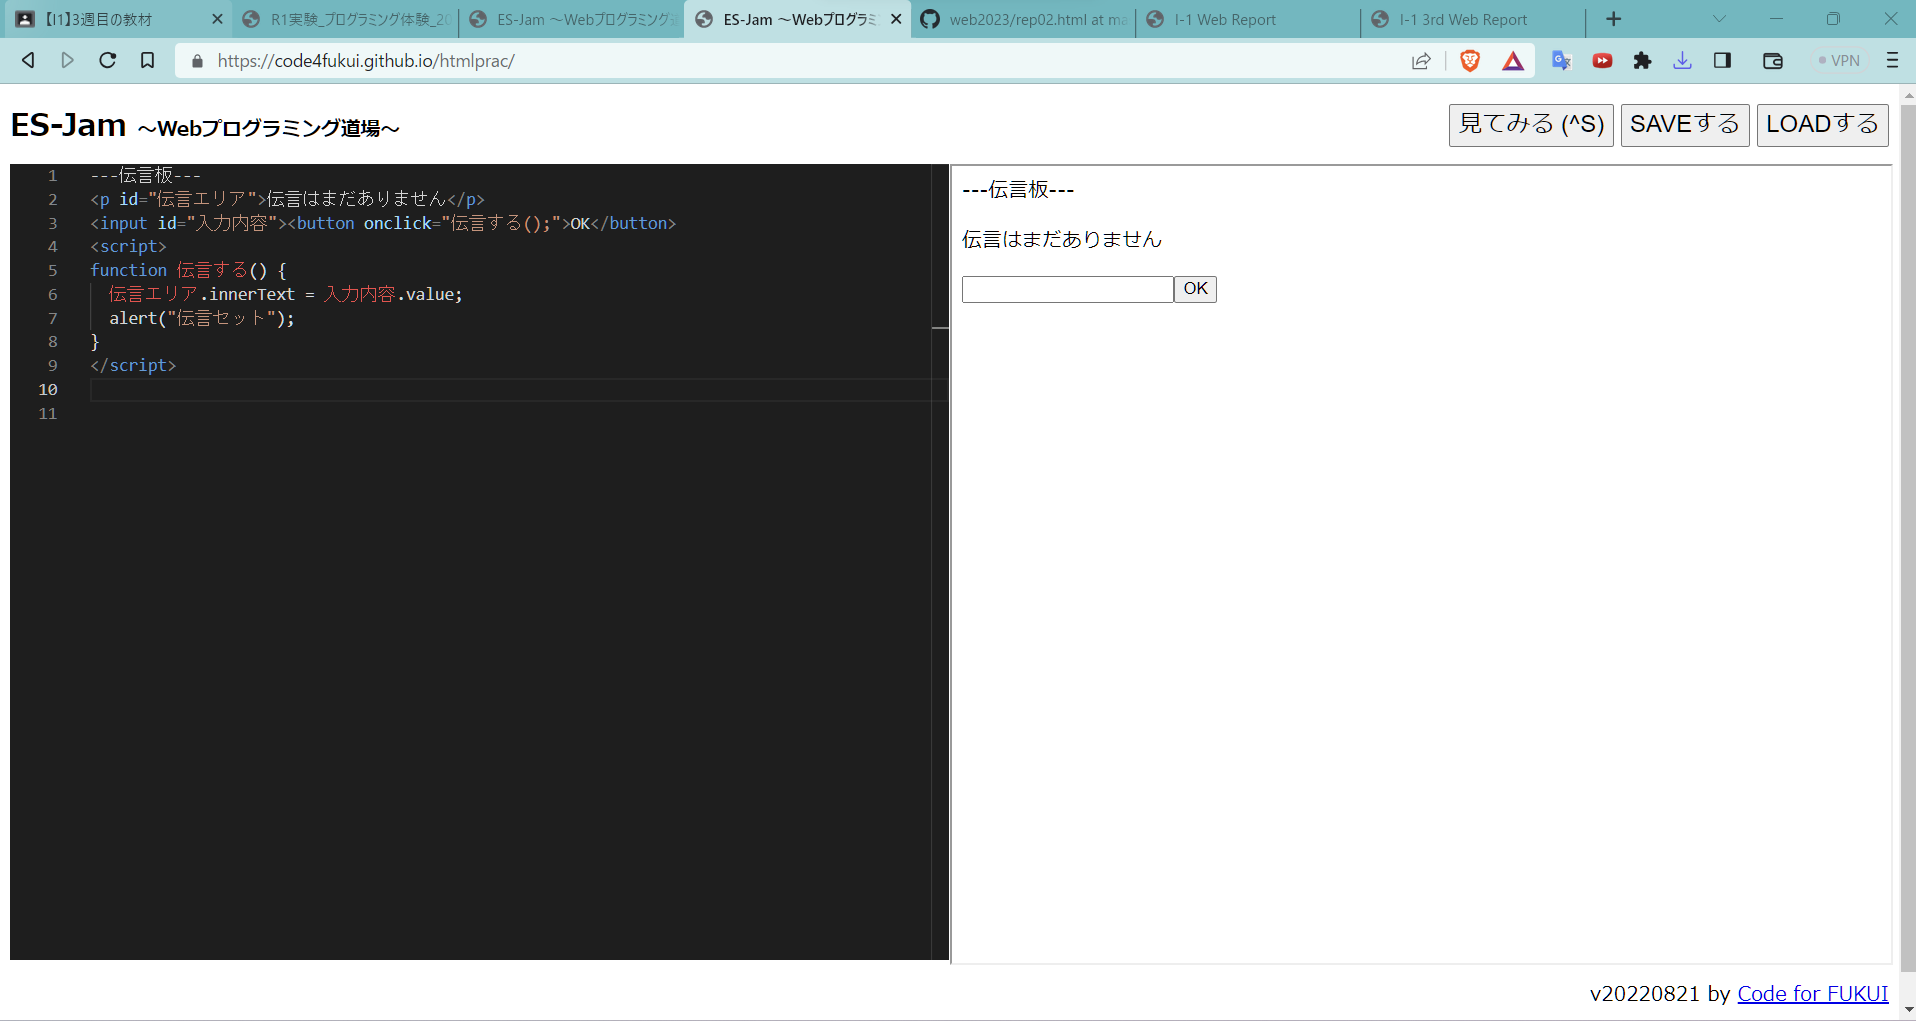 【I1】3週目の教材
R1実験_プログラミング体験_20
ES-Jam ～Webプログラミング道
ES-Jam ～Webプログラミ
web2023/rep02.html at ma
I-1 Web Report
I-1 3rd Web Report
https://code4fukui.github.io/htmlprac/
VPN
ES-Jam ～Webプログラミング道場～
見てみる (^S)
SAVEする
LOADする
1 ---伝言板---
2 <p id="伝言エリア">伝言はまだありません</p>
3 <input id="入力内容"><button onclick="伝言する();">OK</button>
4 <script>
5 function 伝言する() {
6 伝言エリア.innerText = 入力内容.value;
7 alert("伝言セット");
8 }
9 </script>
10
11
---伝言板---
伝言はまだありません
OK
v20220821 by Code for FUKUI